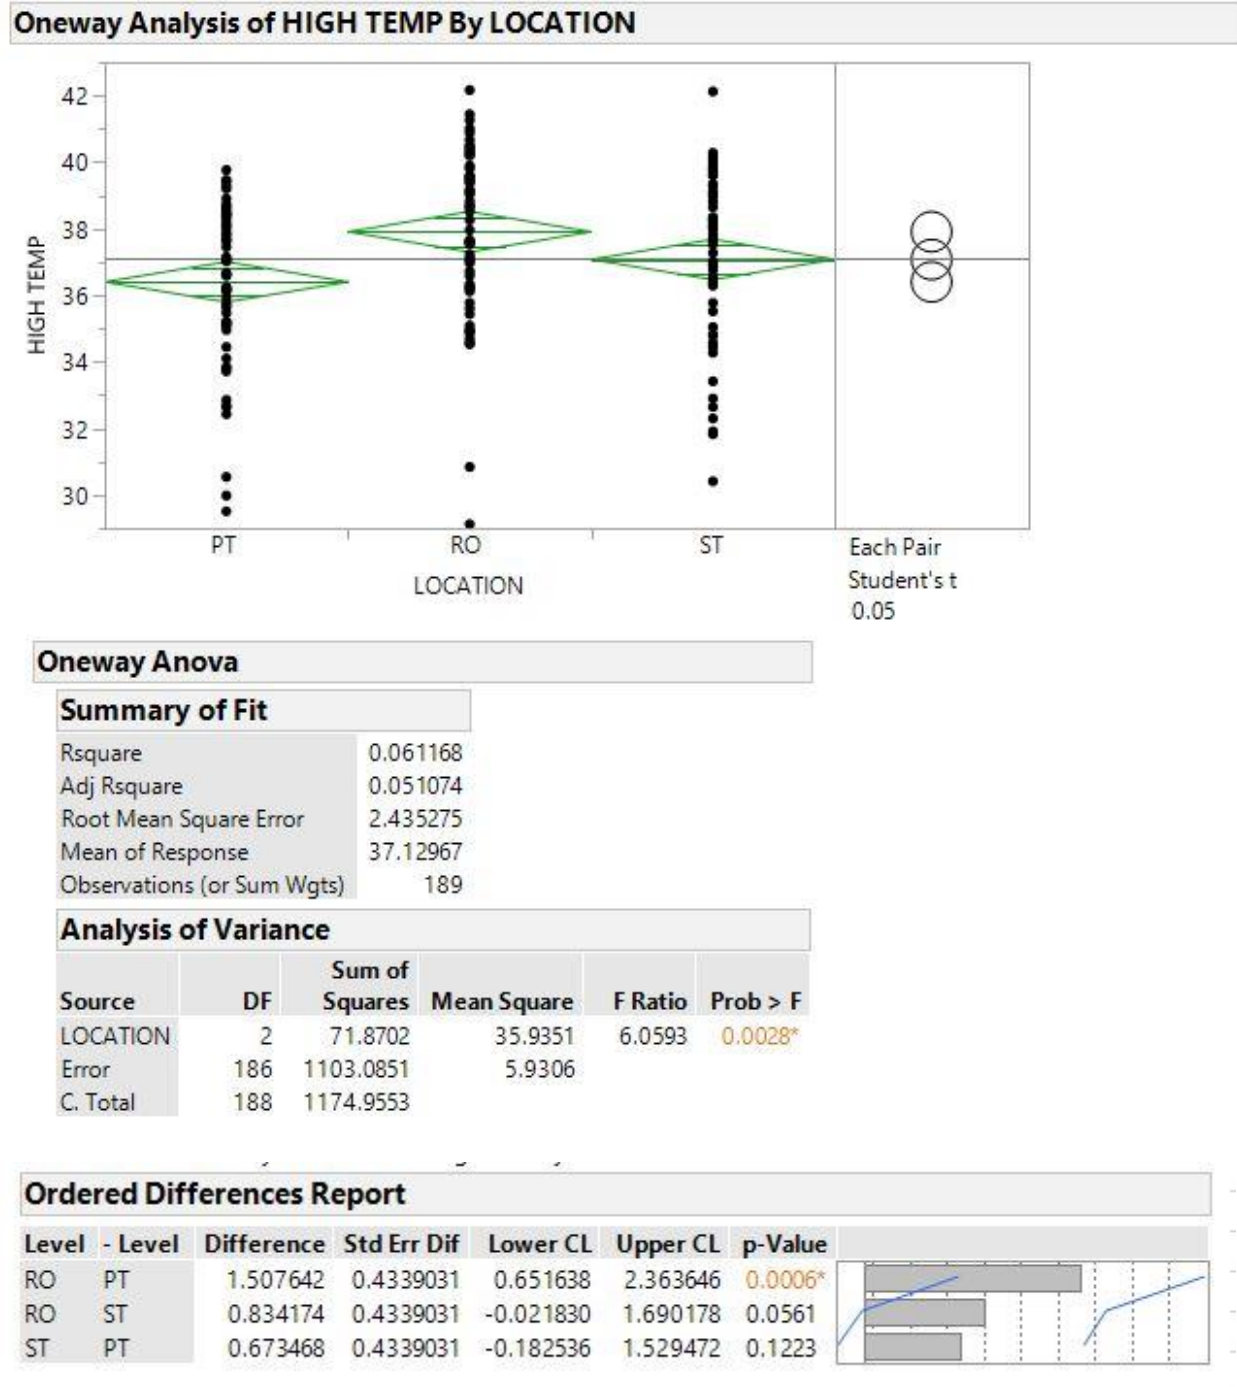 Oneway Analysis of HIGH TEMP By LOCATION
42
40
38
36
34
32
30
HIGH TEMP
PT RO ST
LOCATION
Each Pair
Student's t
0.05
Oneway Anova
Summary of Fit
Rsquare 0.061168
Adj Rsquare 0.051074
Root Mean Square Error 2.435275
Mean of Response 37.12967
Observations (or Sum Wgts) 189
Analysis of Variance
Sum of
Source DF Squares Mean Square F Ratio Prob > F
LOCATION 2 71.8702 35.9351 6.0593 0.0028*
Error 186 1103.0851 5.9306
C. Total 188 1174.9553
Ordered Differences Report
Level - Level Difference Std Err Dif Lower CL Upper CL p-Value
RO PT 1.507642 0.4339031 0.651638 2.363646 0.0006*
RO ST 0.834174 0.4339031 -0.021830 1.690178 0.0561
ST PT 0.673468 0.4339031 -0.182536 1.529472 0.1223